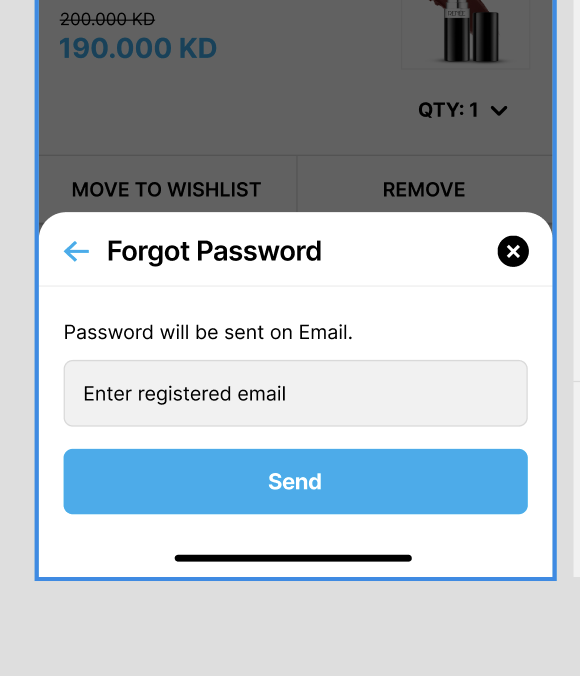 200.000 KD
190.000 KD
RENEE
QTY: 1
MOVE TO WISHLIST
REMOVE
Forgot Password
Password will be sent on Email.
Enter registered email
Send